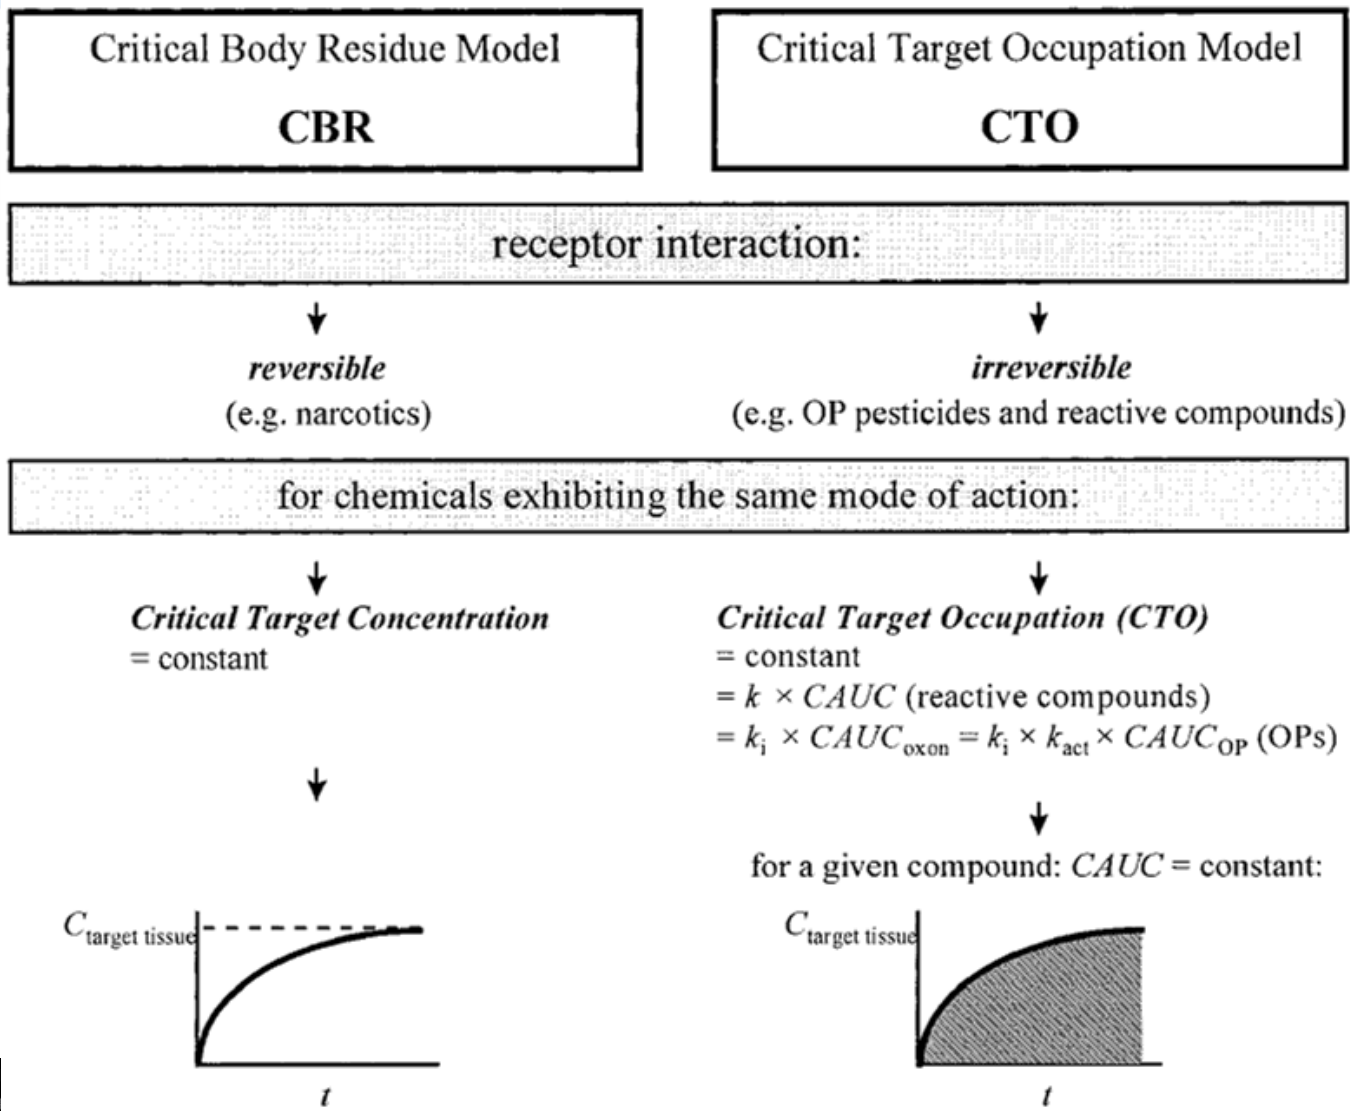 Critical Body Residue Model
CBR
Critical Target Occupation Model
CTO
receptor interaction:
reversible
(e.g. narcotics)
irreversible
(e.g. OP pesticides and reactive compounds)
for chemicals exhibiting the same mode of action:
Critical Target Concentration
= constant
Critical Target Occupation (CTO)
= constant
= k × CAUC (reactive compounds)
= ki × CAUCoxon = ki × kact × CAUCOP (OPs)
for a given compound: CAUC = constant:
Ctarget tissue
t
Ctarget tissue
t